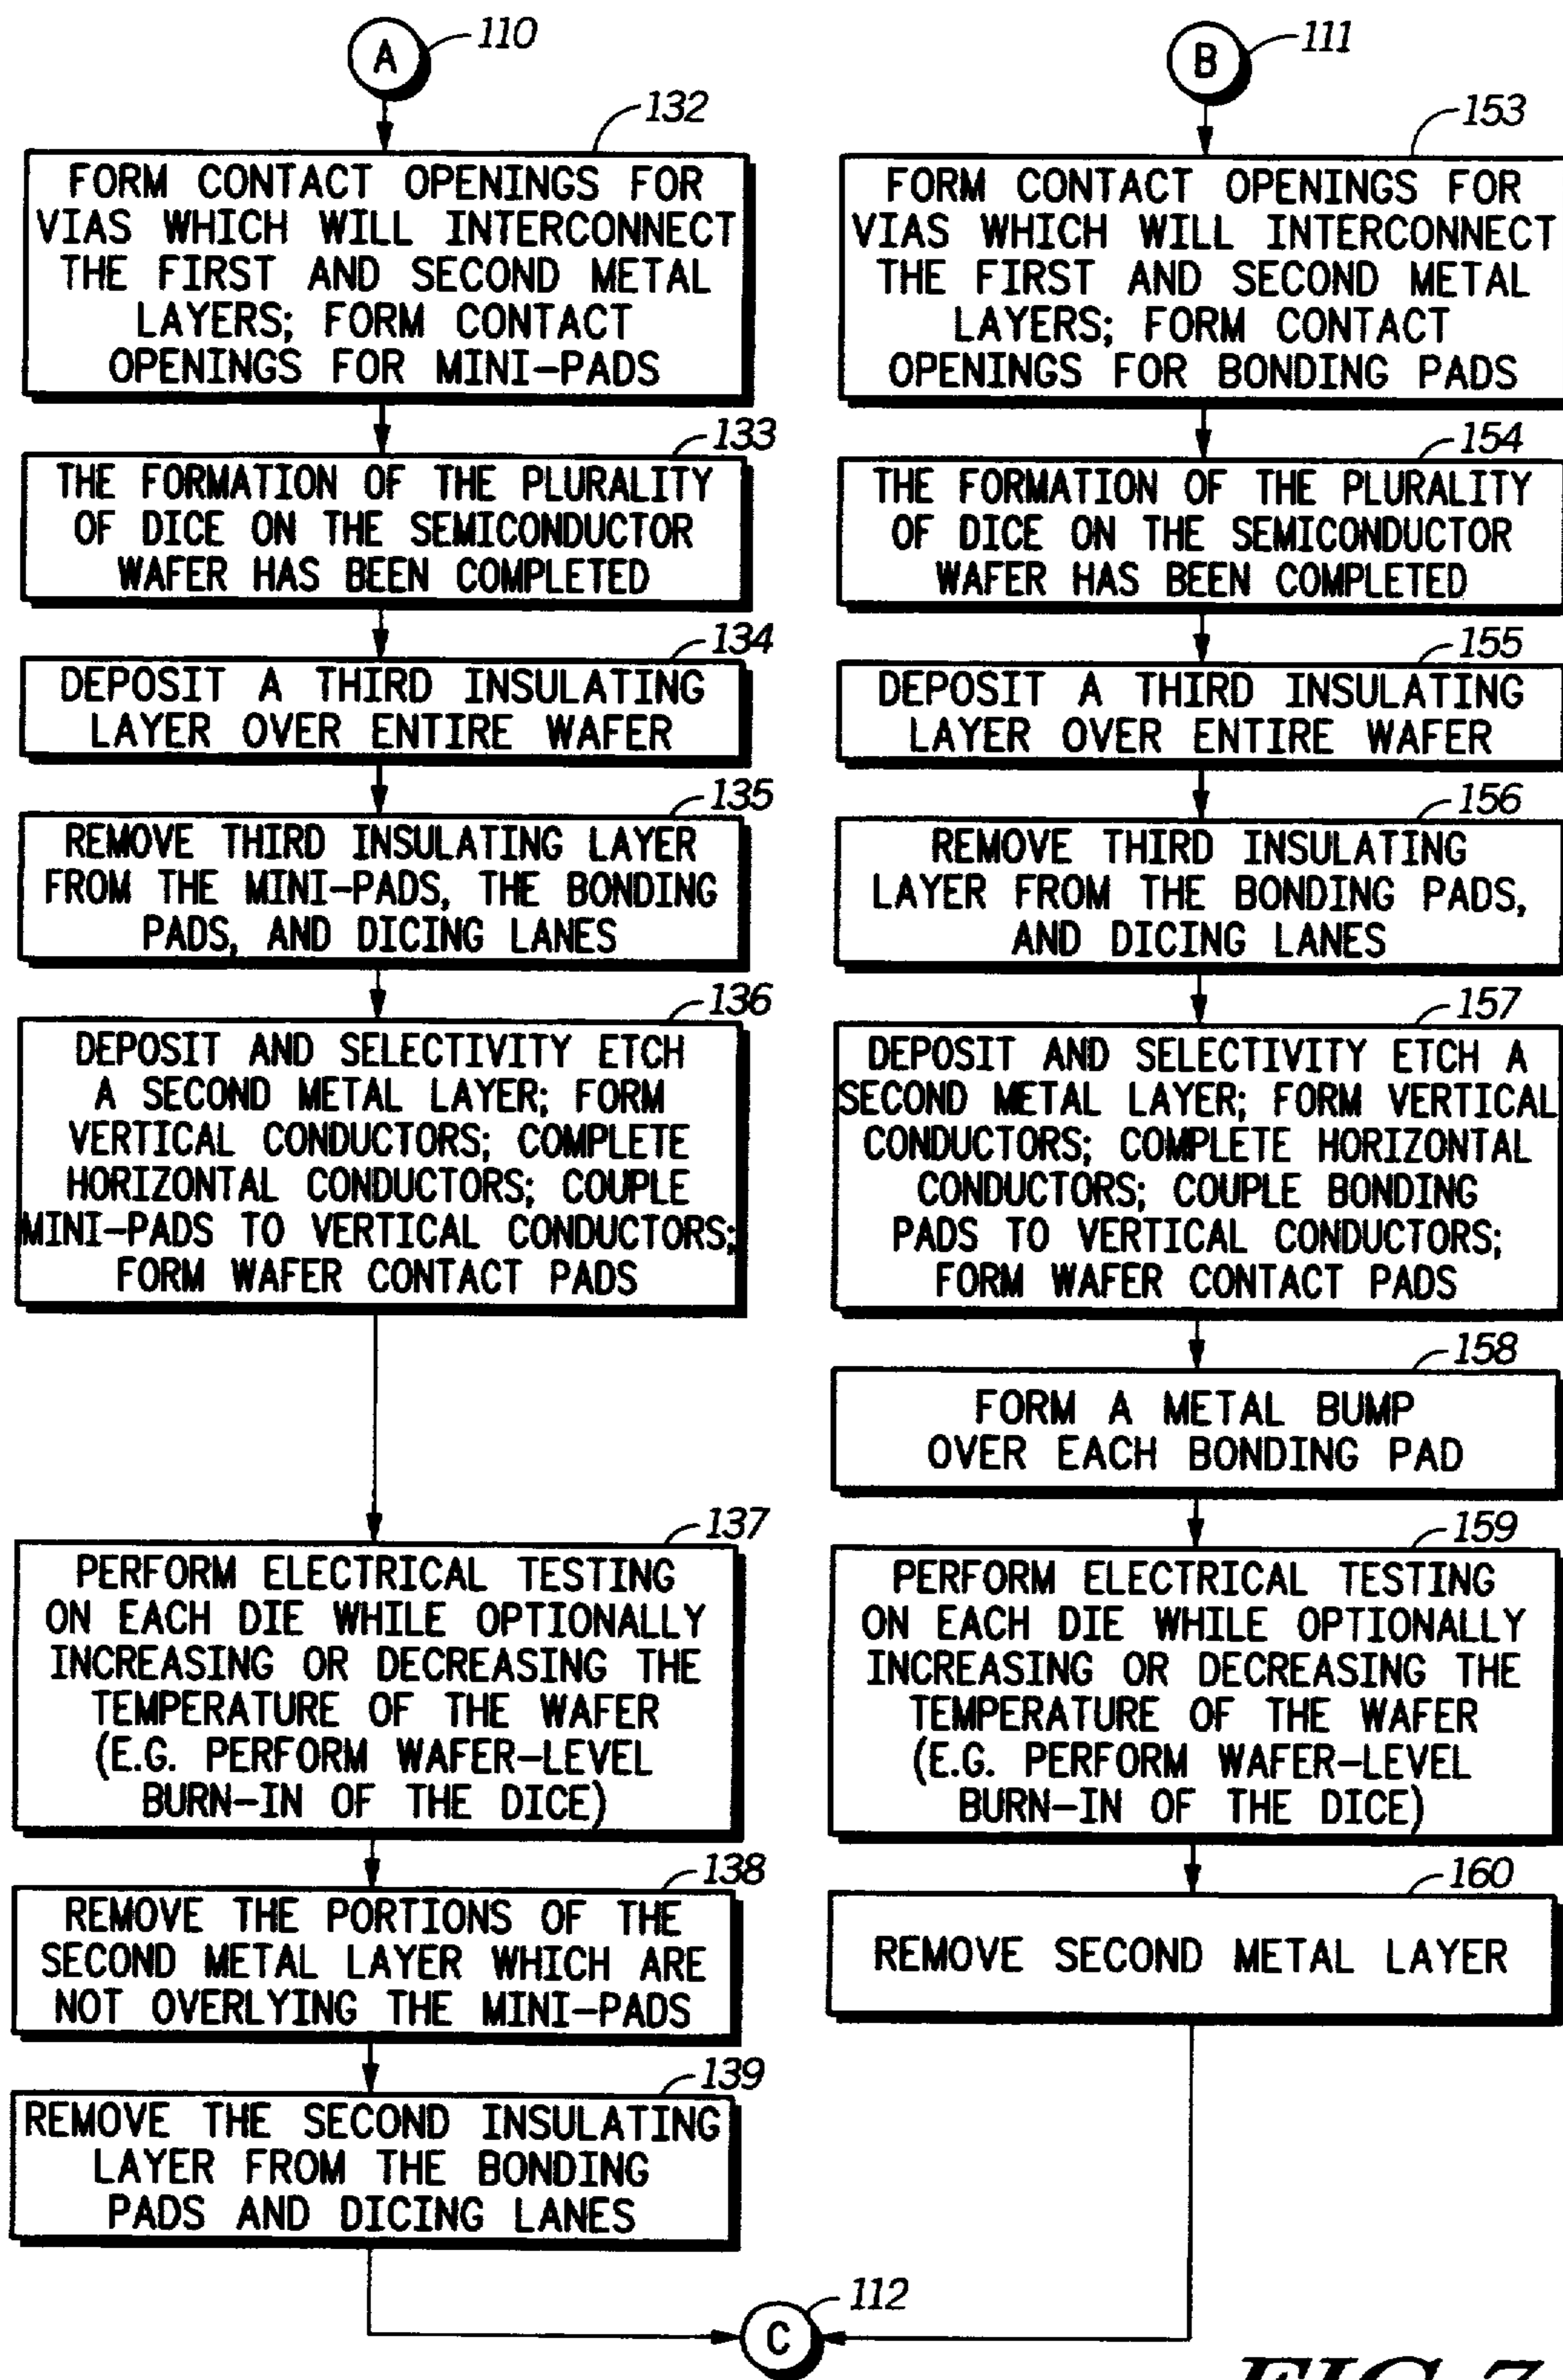 A
110
132
FORM CONTACT OPENINGS FOR
VIAS WHICH WILL INTERCONNECT
THE FIRST AND SECOND METAL
LAYERS; FORM CONTACT
OPENINGS FOR MINI-PADS
133
THE FORMATION OF THE PLURALITY
OF DICE ON THE SEMICONDUCTOR
WAFER HAS BEEN COMPLETED
134
DEPOSIT A THIRD INSULATING
LAYER OVER ENTIRE WAFER
135
REMOVE THIRD INSULATING LAYER
FROM THE MINI-PADS, THE BONDING
PADS, AND DICING LANES
136
DEPOSIT AND SELECTIVITY ETCH
A SECOND METAL LAYER; FORM
VERTICAL CONDUCTORS; COMPLETE
HORIZONTAL CONDUCTORS; COUPLE
MINI-PADS TO VERTICAL CONDUCTORS;
FORM WAFER CONTACT PADS
137
PERFORM ELECTRICAL TESTING
ON EACH DIE WHILE OPTIONALLY
INCREASING OR DECREASING THE
TEMPERATURE OF THE WAFER
(E.G. PERFORM WAFER-LEVEL
BURN-IN OF THE DICE)
138
REMOVE THE PORTIONS OF THE
SECOND METAL LAYER WHICH ARE
NOT OVERLYING THE MINI-PADS
139
REMOVE THE SECOND INSULATING
LAYER FROM THE BONDING
PADS AND DICING LANES
B
111
153
FORM CONTACT OPENINGS FOR
VIAS WHICH WILL INTERCONNECT
THE FIRST AND SECOND METAL
LAYERS; FORM CONTACT
OPENINGS FOR BONDING PADS
154
THE FORMATION OF THE PLURALITY
OF DICE ON THE SEMICONDUCTOR
WAFER HAS BEEN COMPLETED
155
DEPOSIT A THIRD INSULATING
LAYER OVER ENTIRE WAFER
156
REMOVE THIRD INSULATING
LAYER FROM THE BONDING PADS,
AND DICING LANES
157
DEPOSIT AND SELECTIVITY ETCH A
SECOND METAL LAYER; FORM VERTICAL
CONDUCTORS; COMPLETE HORIZONTAL
CONDUCTORS; COUPLE BONDING
PADS TO VERTICAL CONDUCTORS;
FORM WAFER CONTACT PADS
158
FORM A METAL BUMP
OVER EACH BONDING PAD
159
PERFORM ELECTRICAL TESTING
ON EACH DIE WHILE OPTIONALLY
INCREASING OR DECREASING THE
TEMPERATURE OF THE WAFER
(E.G. PERFORM WAFER-LEVEL
BURN-IN OF THE DICE)
160
REMOVE SECOND METAL LAYER
C
112